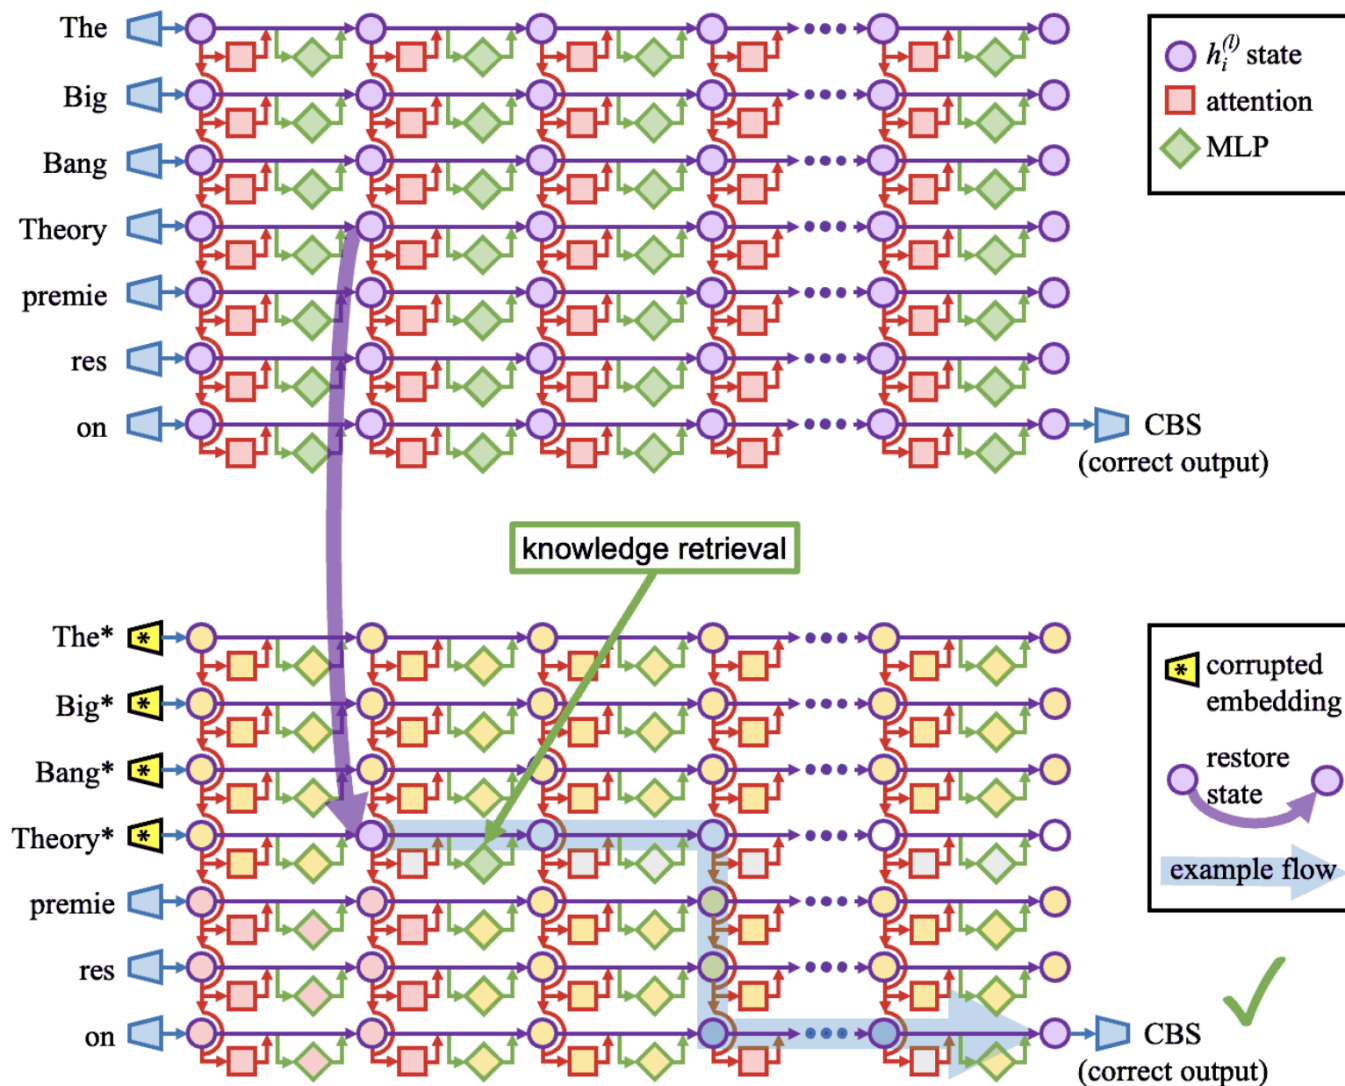 The
Big
Bang
Theory
premie
res
on
CBS
(correct output)
h_i^{(l)} state
attention
MLP
knowledge retrieval
The*
*
Big*
*
Bang*
*
Theory*
*
premie
res
on
CBS
(correct output)
* corrupted
embedding
restore
state
example flow